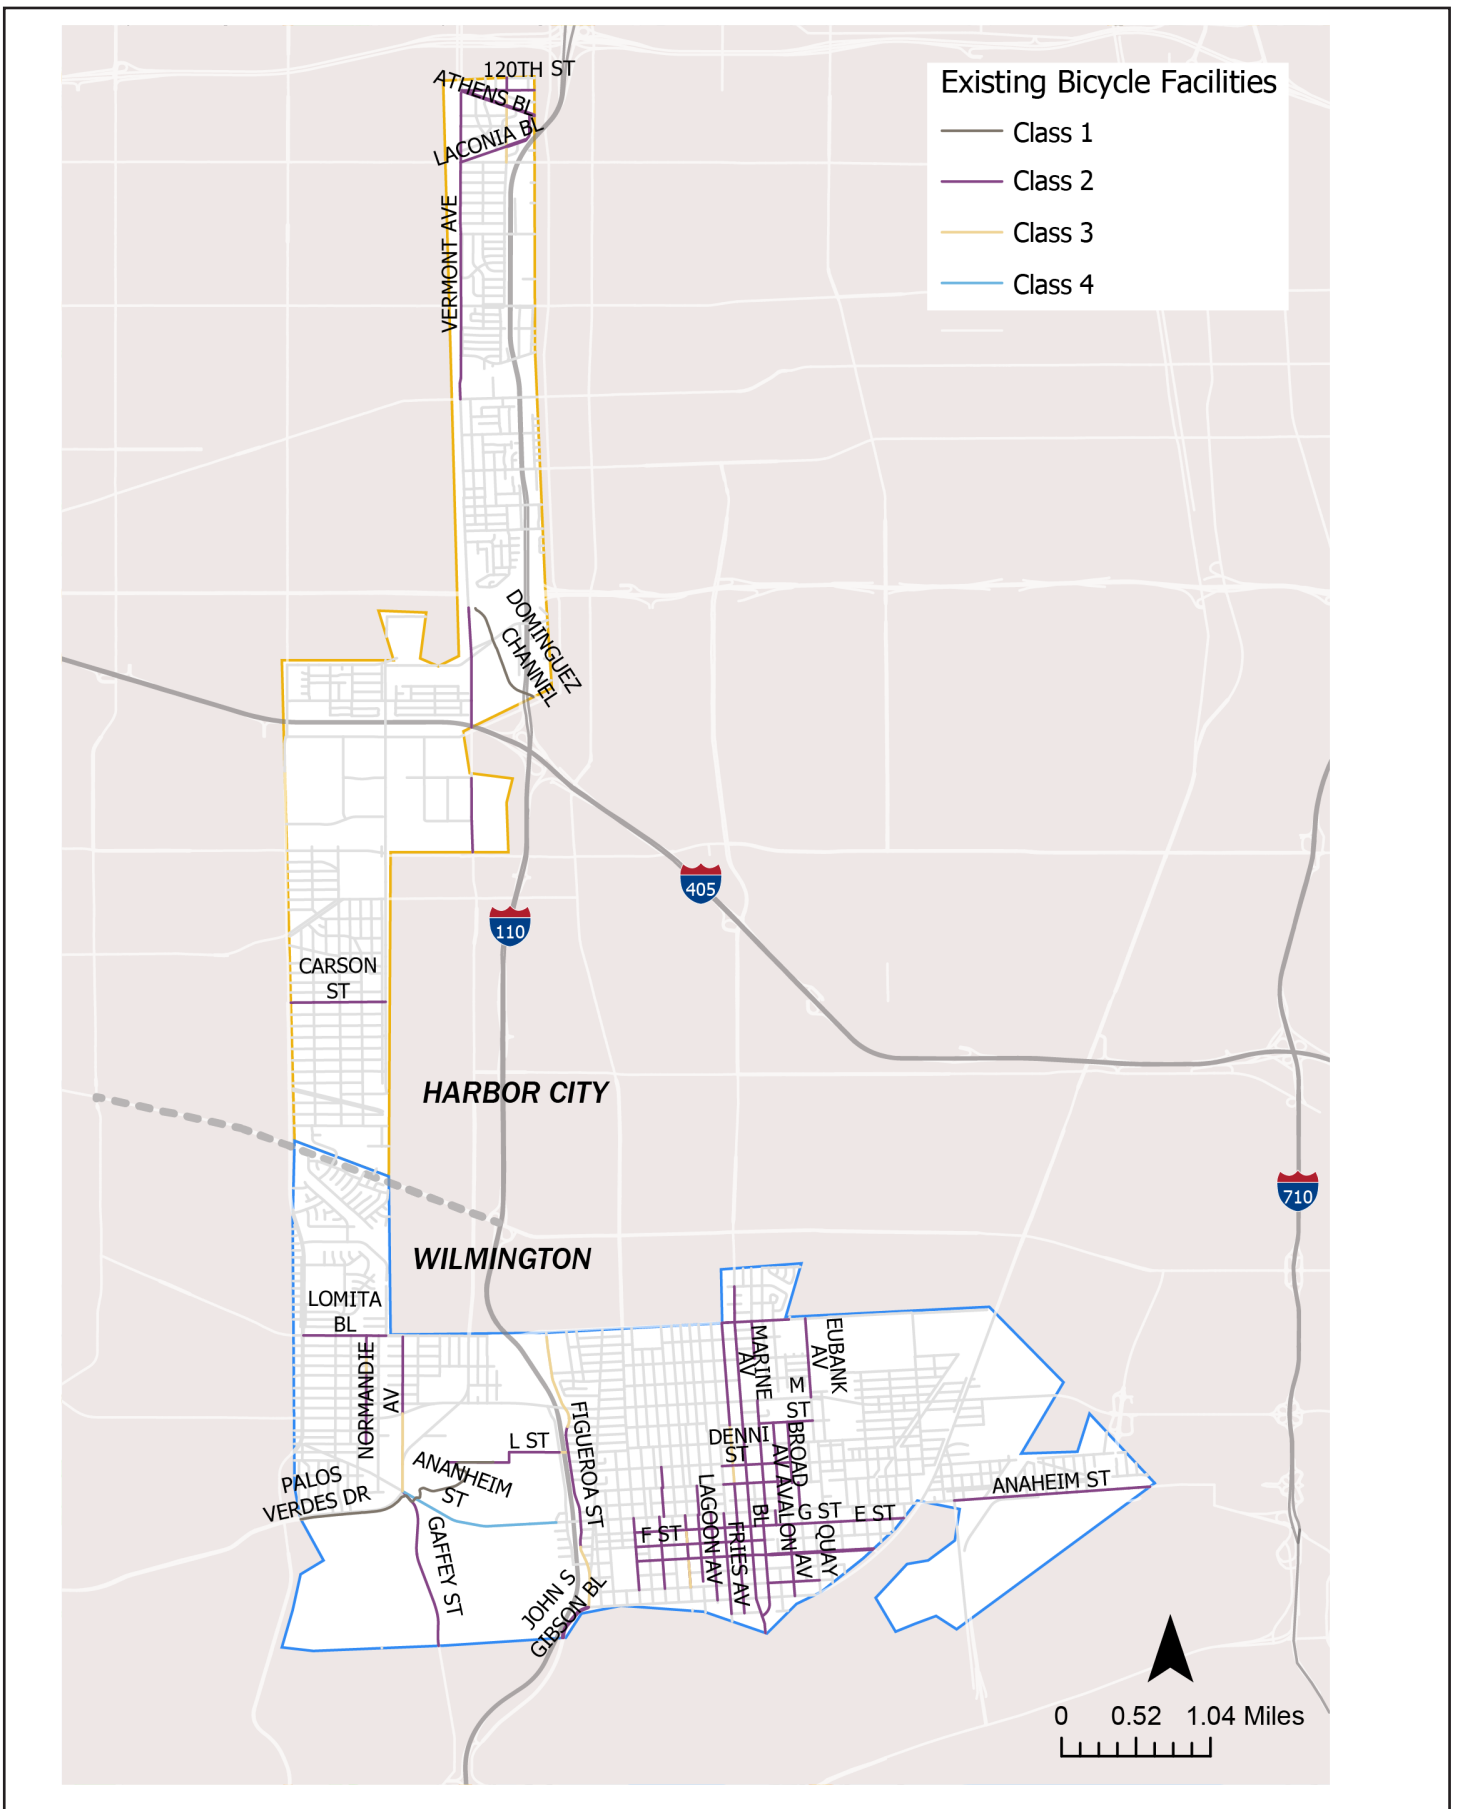 Existing Bicycle Facilities
Class 1
Class 2
Class 3
Class 4
120TH ST
ATHENS BL
LACONIA BL
VERMONT AVE
DOMINGUEZ
CHANNEL
405
110
CARSON
ST
HARBOR CITY
710
WILMINGTON
LOMITA
BL
NORMANDIE
AV
MARINE
AV
EUBANK
AV
M
ST
DENNI
ST
BROAD
AV
FIGUEROA ST
L ST
ANANHEIM
ST
PALOS
VERDES DR
GAFFEY ST
LAGOON AV
FRIES AV
AVALON
BL
G ST
E ST
F ST
QUAY
AV
ANAHEIM ST
JOHN S
GIBSON BL
0 0.52 1.04 Miles